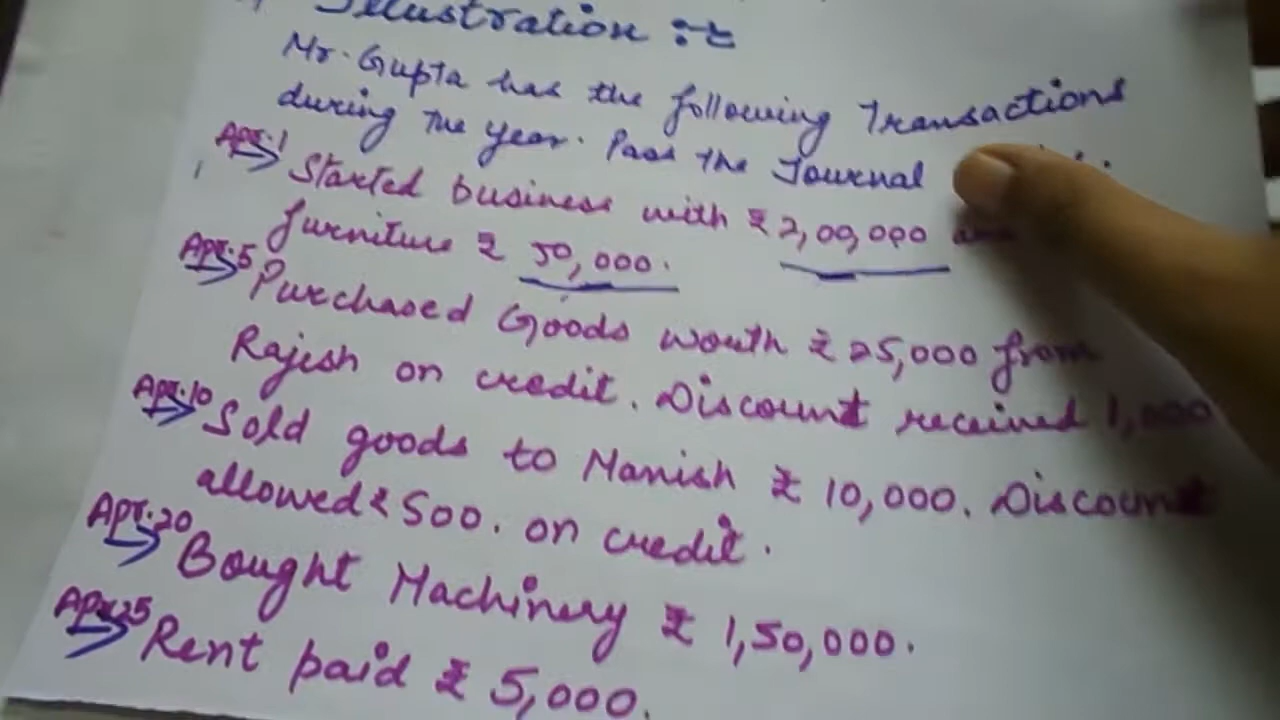 Illustration :-
Mr. Gupta has the following Transactions
during the year. Pass the Journal
Apr.1
Started business with ₹ 2,00,000
furniture ₹ 50,000.
Apr.5
Purchased Goods worth ₹ 25,000 from
Rajesh on credit. Discount received 1,000
Apr.10
Sold goods to Manish ₹ 10,000. Discount
allowed ₹ 500. on credit.
Apr.20
Bought Machinery ₹ 1,50,000.
Apr.25
Rent paid ₹ 5,000.